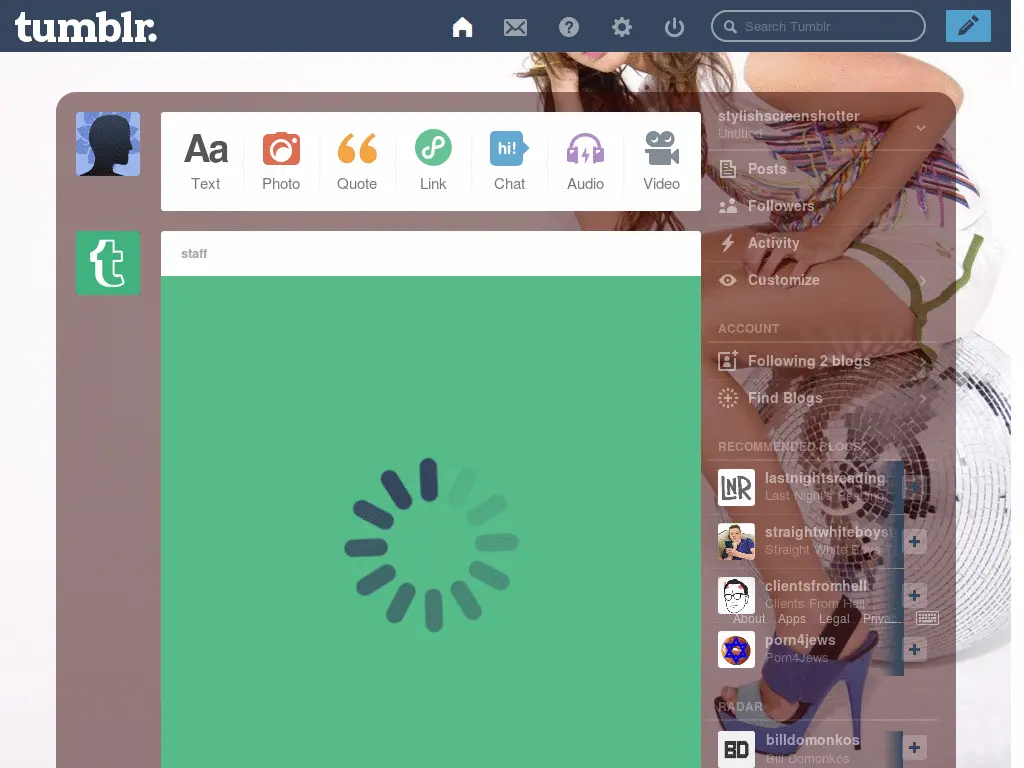 tumblr.
Search Tumblr
Aa
hi!
Text
Photo
Quote
Link
Chat
Audio
Video
stylishscreenshotter
Untitled
Posts
Followers
Activity
Customize
t
staff
ACCOUNT
Following 2 blogs
Find Blogs
RECOMMENDED BLOGS
LNR
lastnightsreading
Last Night's Reading
straightwhiteboys
Straight White Boys T
clientsfromhell
Clients From Hell
About Apps Legal Priva...
porn4jews
Porn4Jews
RADAR
BD
billdomonkos
Bill Domonkos